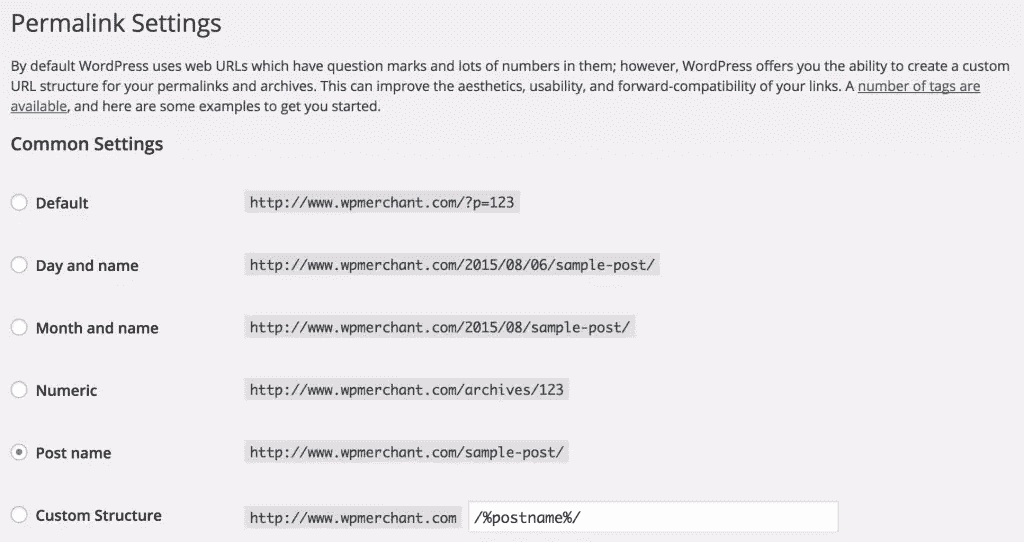 Permalink Settings
By default WordPress uses web URLs which have question marks and lots of numbers in them; however, WordPress offers you the ability to create a custom
URL structure for your permalinks and archives. This can improve the aesthetics, usability, and forward-compatibility of your links. A number of tags are
available, and here are some examples to get you started.
Common Settings
Default http://www.wpmerchant.com/?p=123
Day and name http://www.wpmerchant.com/2015/08/06/sample-post/
Month and name http://www.wpmerchant.com/2015/08/sample-post/
Numeric http://www.wpmerchant.com/archives/123
Post name http://www.wpmerchant.com/sample-post/
Custom Structure http://www.wpmerchant.com /%postname%/